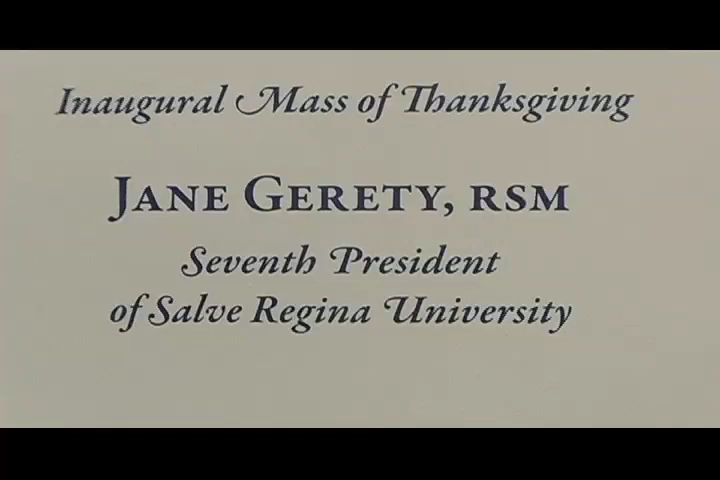 Inaugural Mass of Thanksgiving
JANE GERETY, RSM
Seventh President
of Salve Regina University